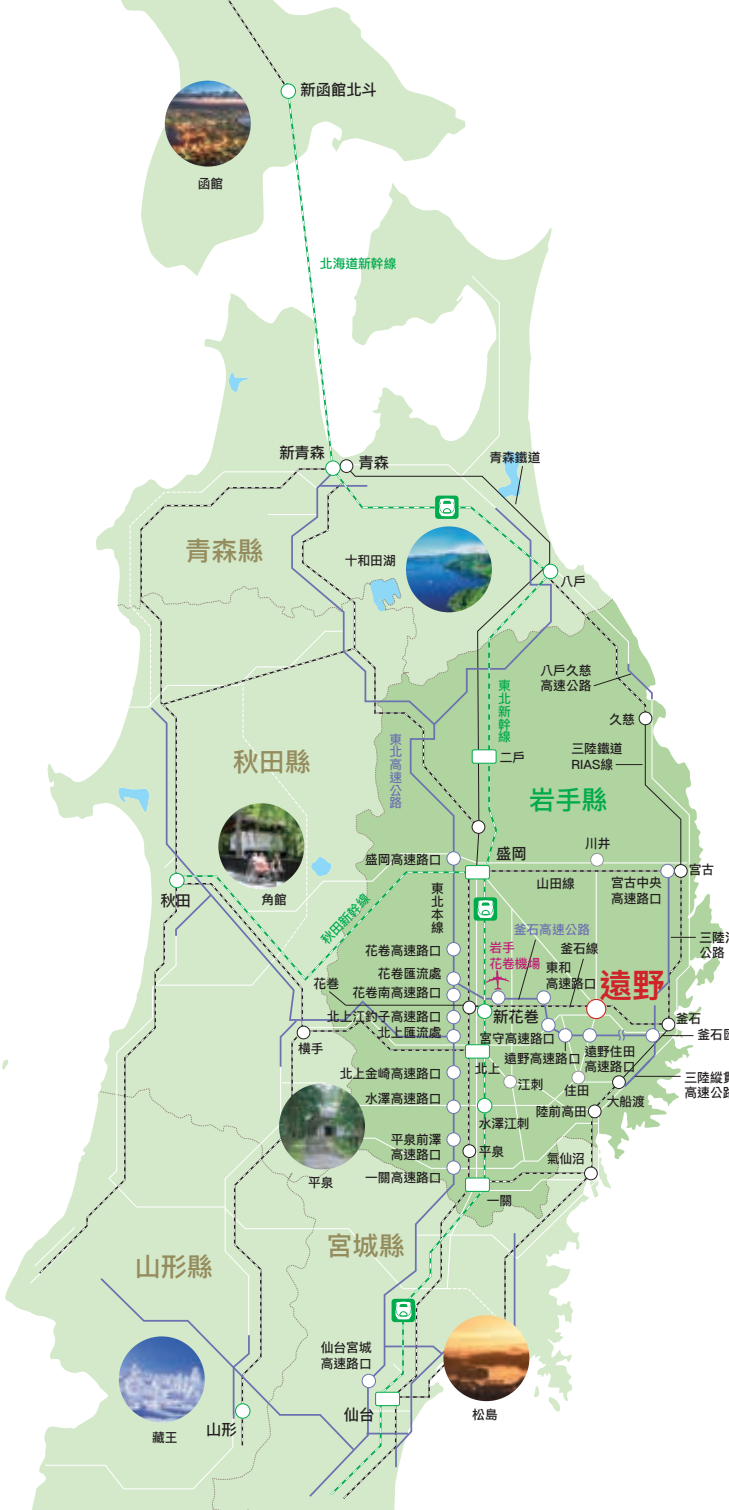 新函館北斗
函館
北海道新幹線
新青森
青森
青森鐵道
青森縣
十和田湖
八戶
八戶久慈
高速公路
東北新幹線
久慈
東北高速公路
二戶
三陸鐵道
RIAS線
秋田縣
岩手縣
盛岡高速路口
盛岡
川井
宮古
山田線
宮古中央
高速路口
秋田
角館
秋田新幹線
東北本線
釜石高速公路
三陸沿
公路
花卷高速路口
岩手
花卷機場
釜石線
花卷匯流處
東和
高速路口
遠野
花卷
花卷南高速路口
新花卷
北上江釣子高速路口
釜石
橫手
北上匯流處
宮守高速路口
釜石匯
遠野高速路口
遠野住田
高速路口
北上
北上金崎高速路口
江刺
住田
三陸縱貫
高速公路
水澤高速路口
大船渡
陸前高田
水澤江刺
平泉前澤
高速路口
平泉
平泉
氣仙沼
一關高速路口
一關
宮城縣
山形縣
仙台宮城
高速路口
仙台
松島
山形
藏王